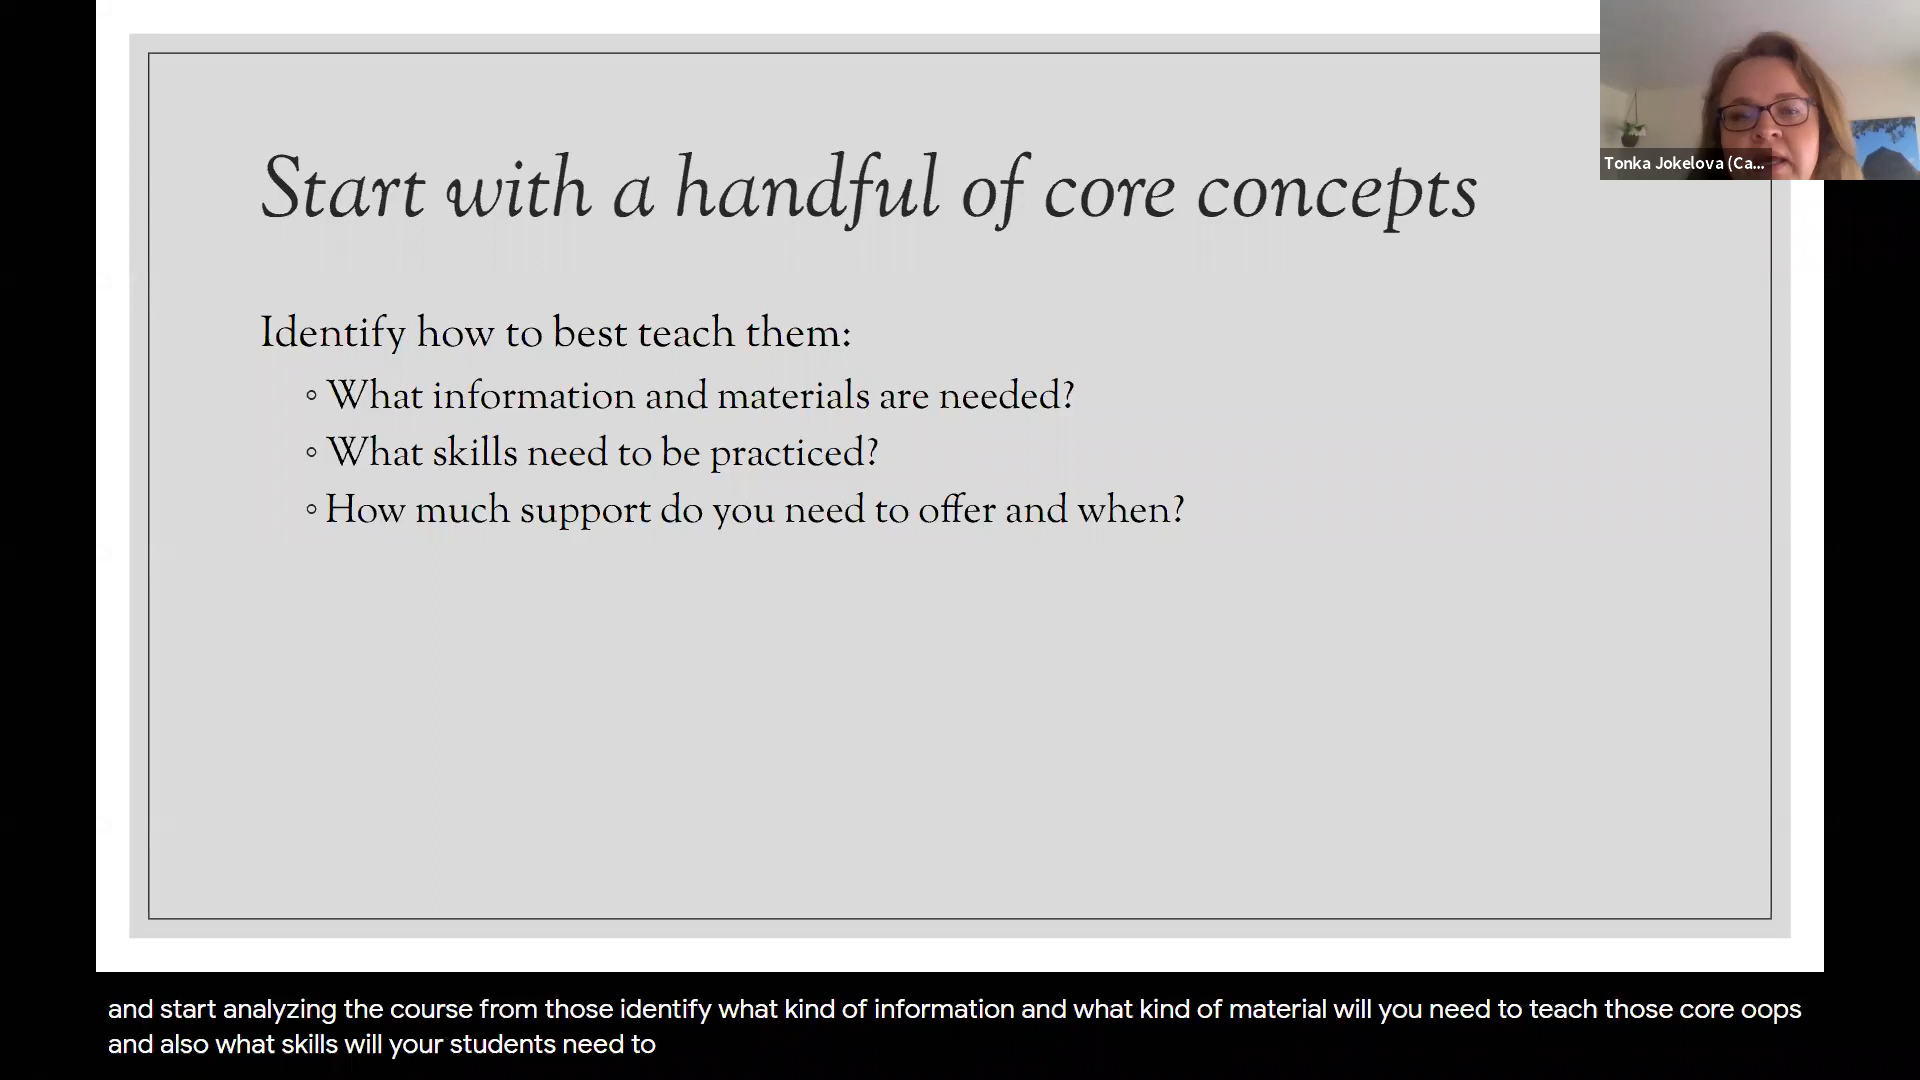 Start with a handful of core concepts
Tonka Jokelova (Ca...
Identify how to best teach them:
◦ What information and materials are needed?
◦ What skills need to be practiced?
◦ How much support do you need to offer and when?
and start analyzing the course from those identify what kind of information and what kind of material will you need to teach those core oops
and also what skills will your students need to